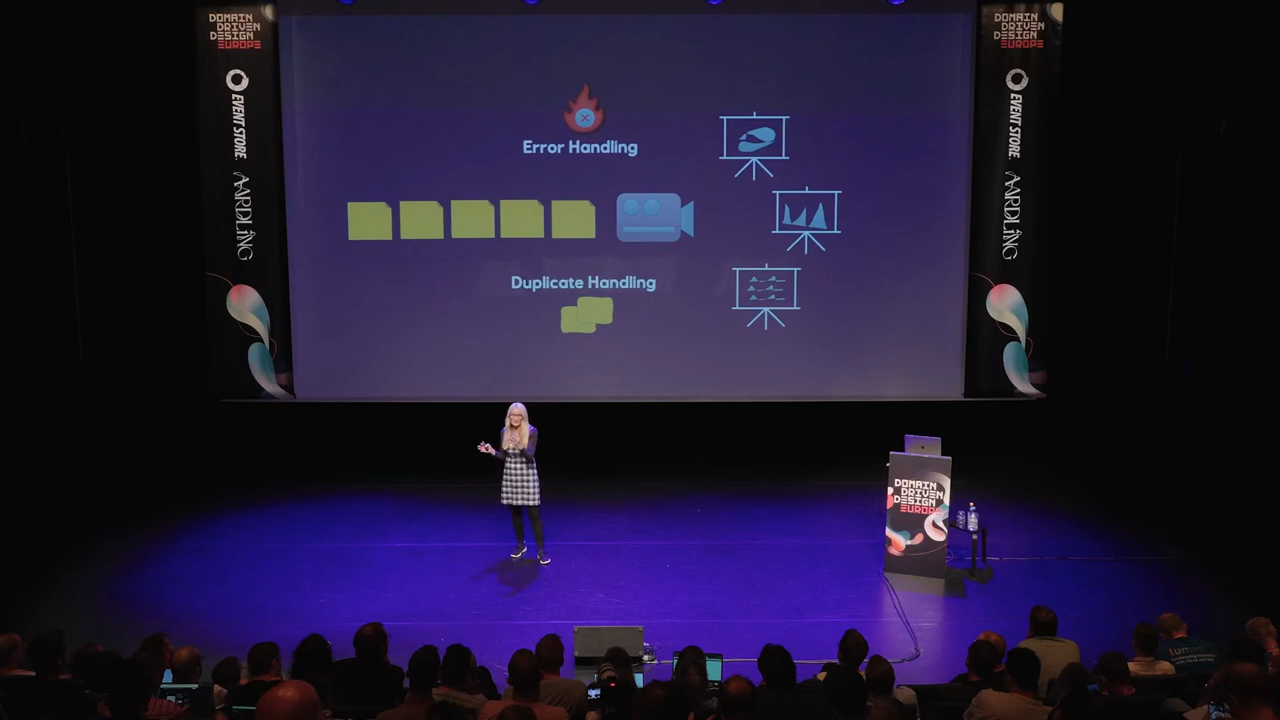 DOMAIN
DRIVEN
DESIGN
EUROPE
EVENT STORE.
AARDLING
Error Handling
Duplicate Handling
DOMAIN
DRIVEN
DESIGN
EUROPE
EVENT STORE.
AARDLING
DOMAIN
DRIVEN
DESIGN
EUROPE